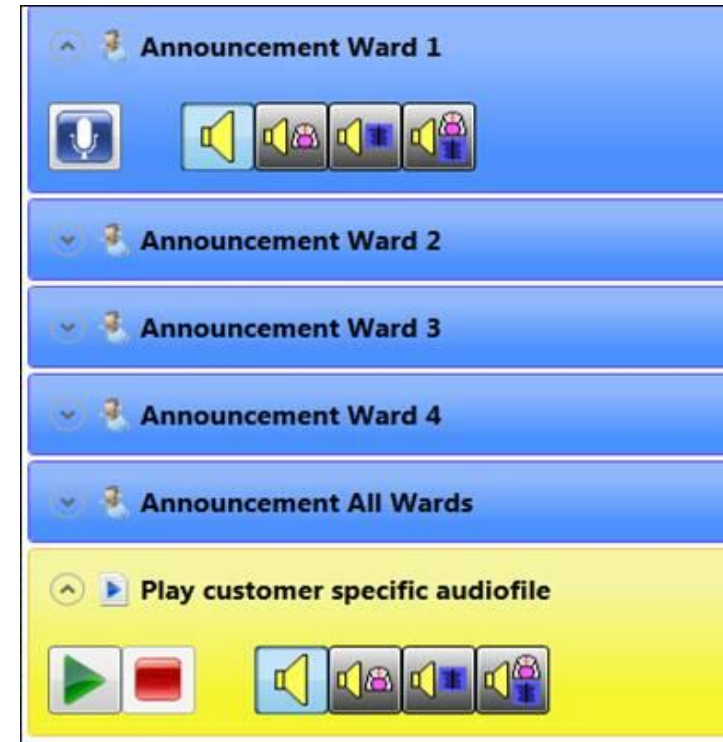 Announcement Ward 1
Announcement Ward 2
Announcement Ward 3
Announcement Ward 4
Announcement All Wards
Play customer specific audiofile